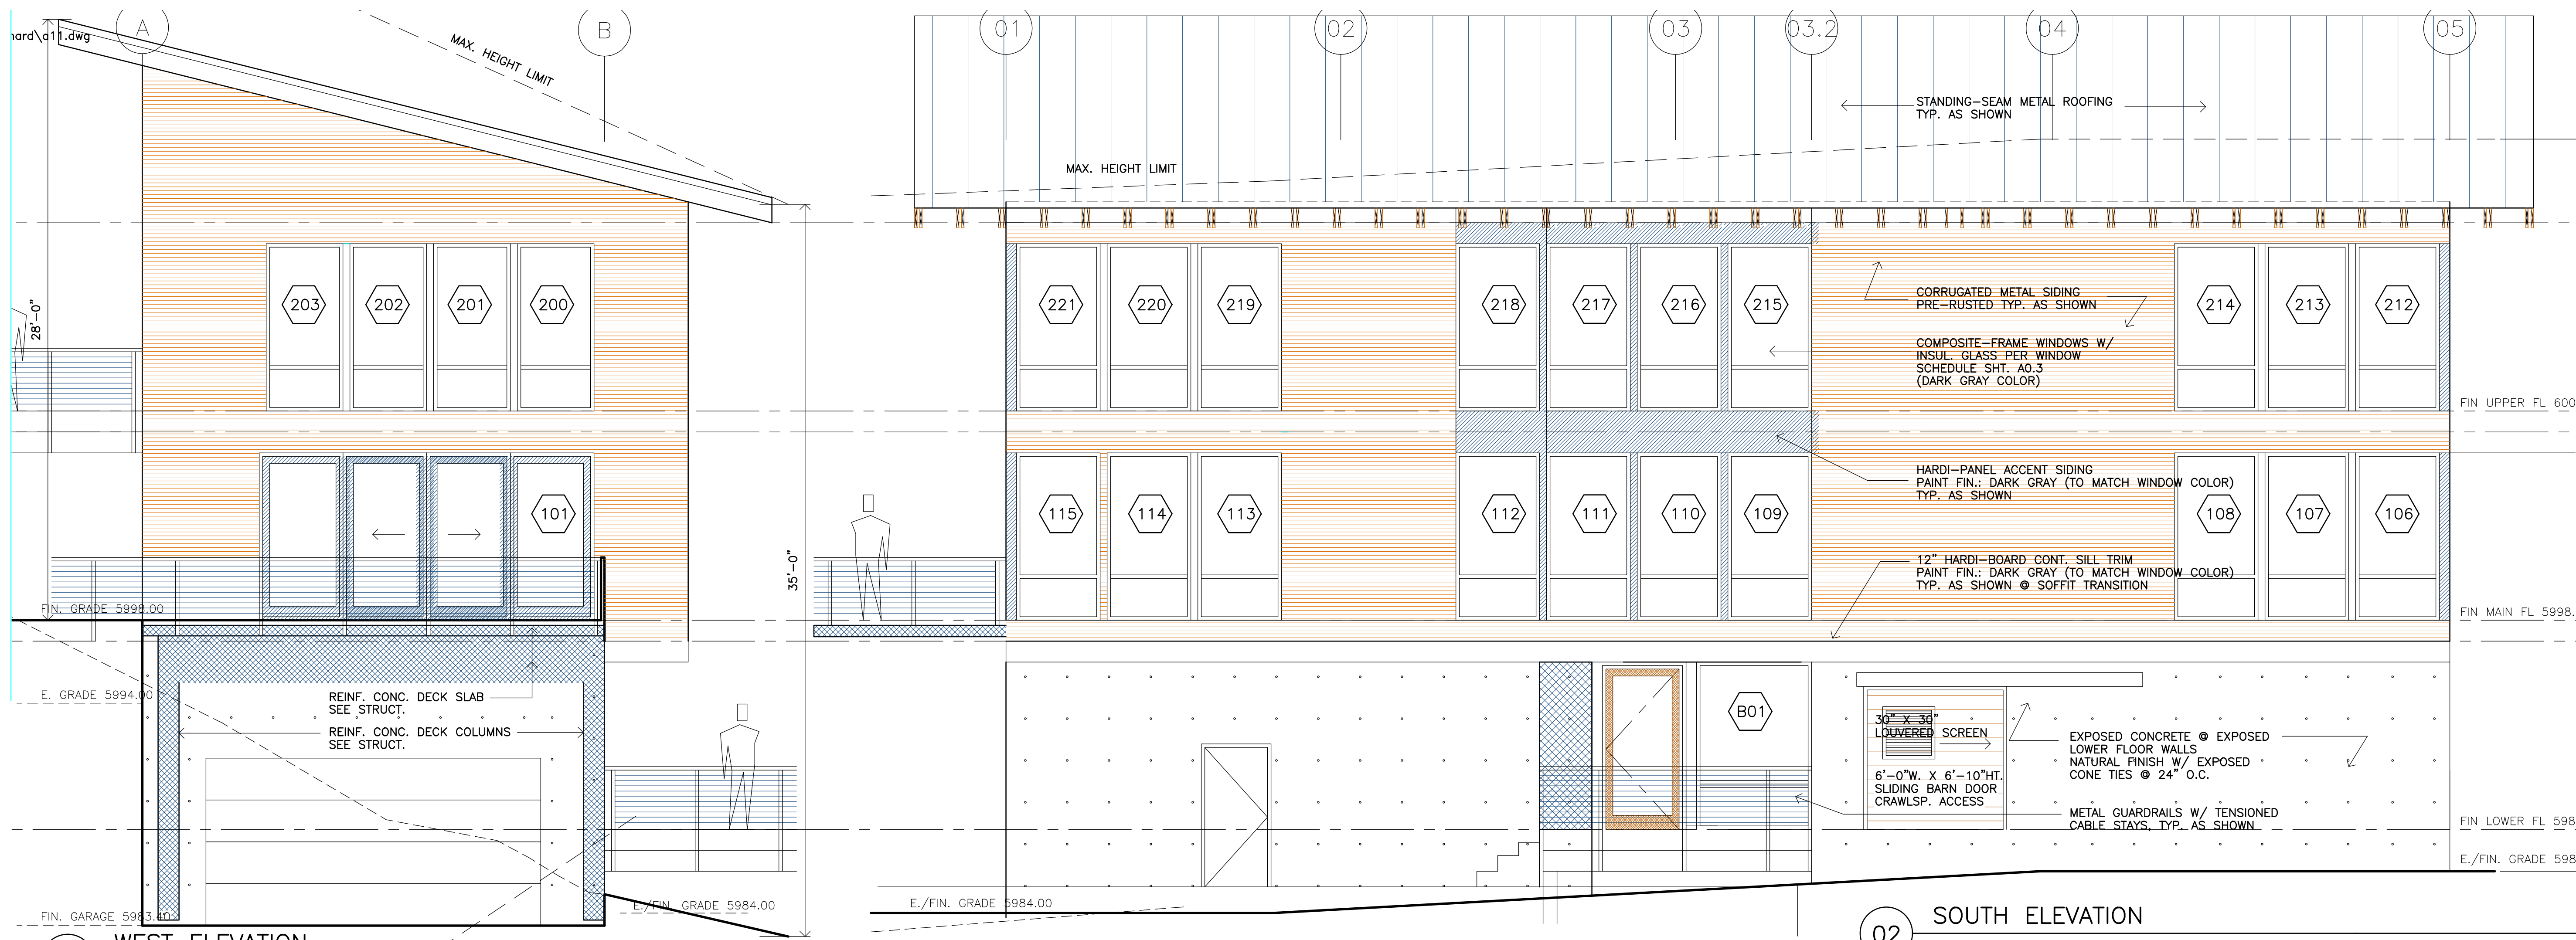 hard\a11.dwg
A
B
MAX. HEIGHT LIMIT
28'-0"
203
202
201
200
101
FIN. GRADE 5998.00
E. GRADE 5994.00
REINF. CONC. DECK SLAB
SEE STRUCT.
REINF. CONC. DECK COLUMNS
SEE STRUCT.
FIN. GARAGE 5983.40
E./FIN. GRADE 5984.00
WEST ELEVATION
35'-0"
01
02
03
03.2
04
05
STANDING-SEAM METAL ROOFING
TYP. AS SHOWN
MAX. HEIGHT LIMIT
221
220
219
218
217
216
215
214
213
212
CORRUGATED METAL SIDING
PRE-RUSTED TYP. AS SHOWN
COMPOSITE-FRAME WINDOWS W/
INSUL. GLASS PER WINDOW
SCHEDULE SHT. A0.3
(DARK GRAY COLOR)
FIN UPPER FL 600
HARDI-PANEL ACCENT SIDING
PAINT FIN.: DARK GRAY (TO MATCH WINDOW COLOR)
TYP. AS SHOWN
115
114
113
112
111
110
109
108
107
106
12" HARDI-BOARD CONT. SILL TRIM
PAINT FIN.: DARK GRAY (TO MATCH WINDOW COLOR)
TYP. AS SHOWN @ SOFFIT TRANSITION
FIN MAIN FL 5998.
B01
30" X 30"
LOUVERED SCREEN
6'-0"W. X 6'-10"HT.
SLIDING BARN DOOR
CRAWLSP. ACCESS
EXPOSED CONCRETE @ EXPOSED
LOWER FLOOR WALLS
NATURAL FINISH W/ EXPOSED
CONE TIES @ 24" O.C.
METAL GUARDRAILS W/ TENSIONED
CABLE STAYS, TYP. AS SHOWN
FIN LOWER FL 598
E./FIN. GRADE 598
E./FIN. GRADE 5984.00
02
SOUTH ELEVATION